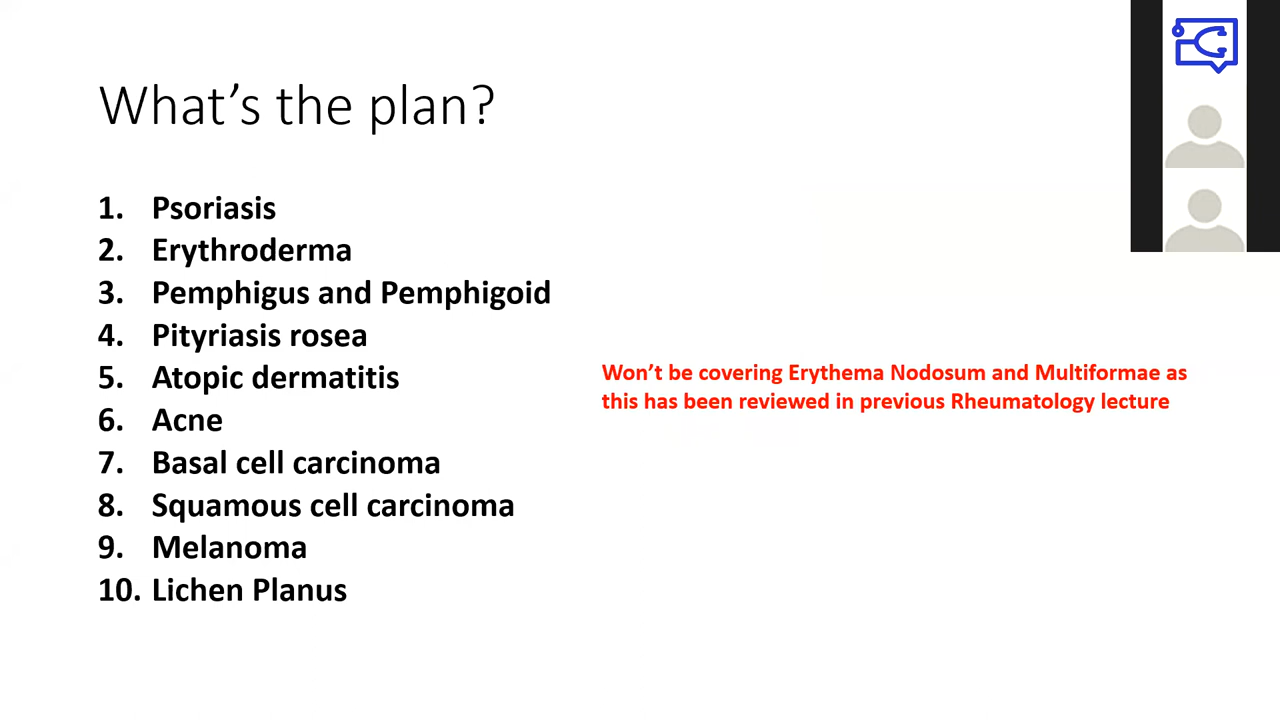 What's the plan?
1. Psoriasis
2. Erythroderma
3. Pemphigus and Pemphigoid
4. Pityriasis rosea
5. Atopic dermatitis
6. Acne
7. Basal cell carcinoma
8. Squamous cell carcinoma
9. Melanoma
10. Lichen Planus
Won't be covering Erythema Nodosum and Multiformae as
this has been reviewed in previous Rheumatology lecture